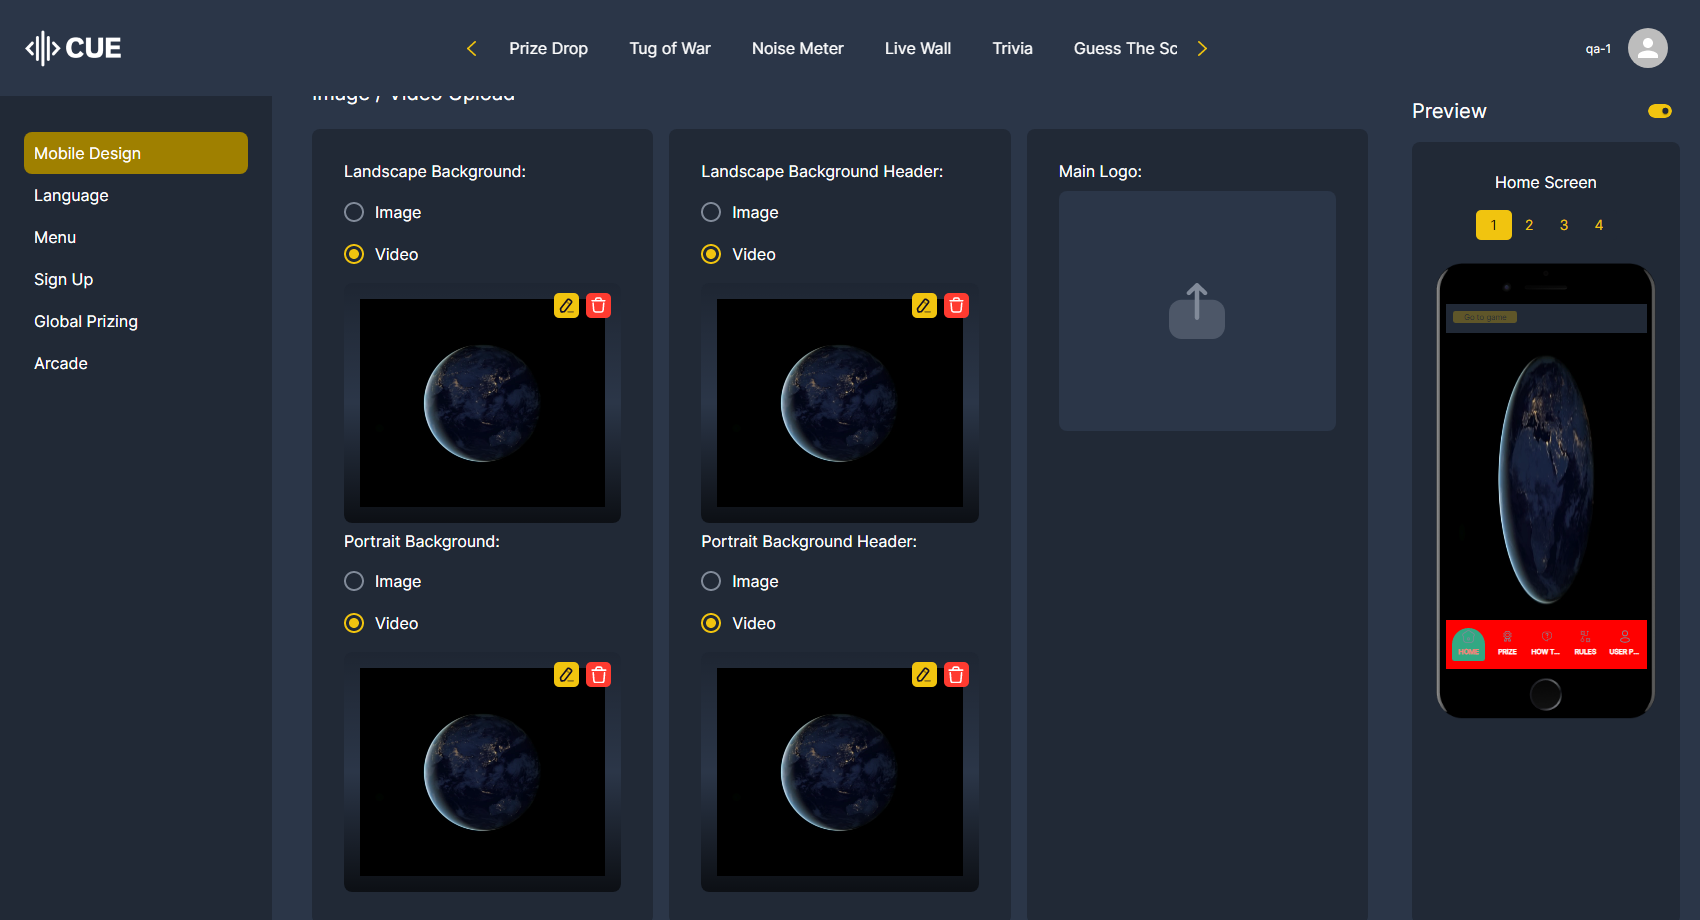 CUE
Prize Drop
Tug of War
Noise Meter
Live Wall
Trivia
Guess The Sc
qa-1
Mobile Design
Language
Menu
Sign Up
Global Prizing
Arcade
Image / Video Upload
Landscape Background:
Image
Video
Portrait Background:
Image
Video
Landscape Background Header:
Image
Video
Portrait Background Header:
Image
Video
Main Logo:
Preview
Home Screen
1 2 3 4
Go to game
HOME
PRIZE
HOW T...
RULES
USER P...